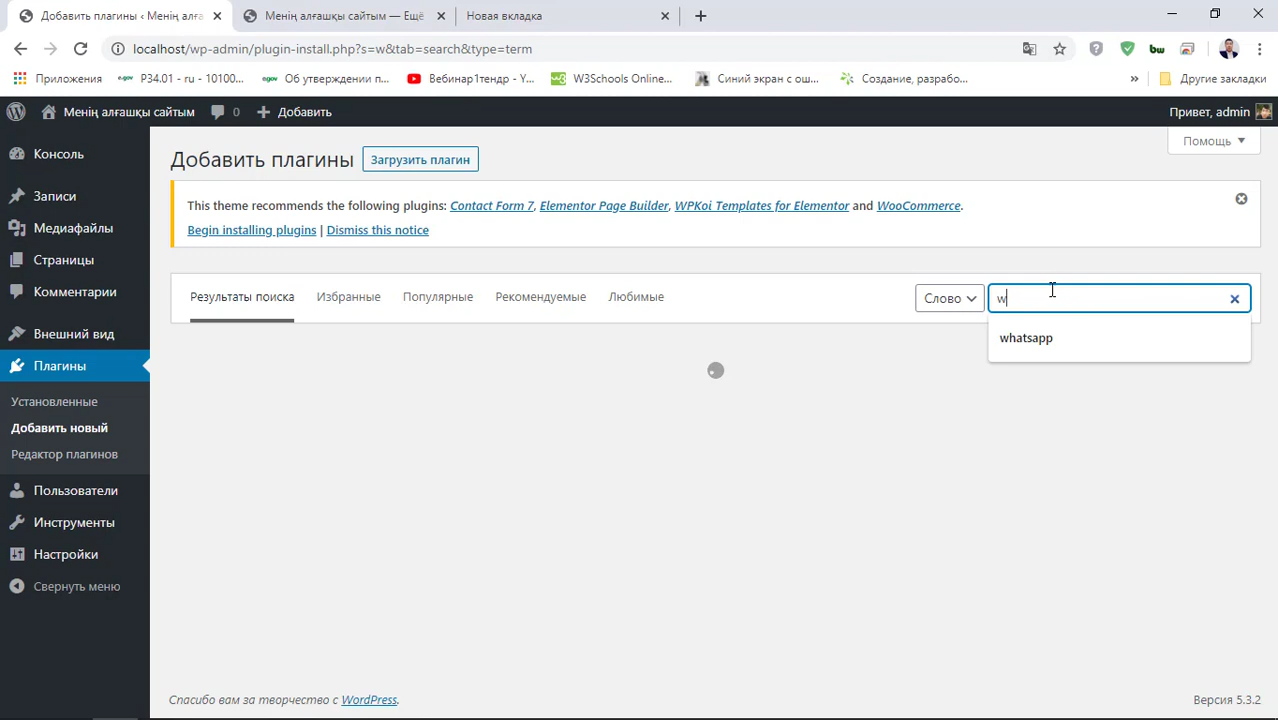 Добавить плагины ‹ Менің алға
Менің алғашқы сайтым — Ещё
Новая вкладка
localhost/wp-admin/plugin-install.php?s=w&tab=search&type=term
Приложения
P34.01 - ru - 10100...
Об утверждении п...
Вебинар1тендр - Y...
W3Schools Online...
Синий экран с ош...
Создание, разрабо...
»
Другие закладки
Менің алғашқы сайтым
0
Добавить
Привет, admin
Консоль
Записи
Медиафайлы
Страницы
Комментарии
Внешний вид
Плагины
Установленные
Добавить новый
Редактор плагинов
Пользователи
Инструменты
Настройки
Свернуть меню
Помощь
Добавить плагины
Загрузить плагин
This theme recommends the following plugins: Contact Form 7, Elementor Page Builder, WPKoi Templates for Elementor and WooCommerce.
Begin installing plugins | Dismiss this notice
Результаты поиска
Избранные
Популярные
Рекомендуемые
Любимые
Слово
w
whatsapp
Спасибо вам за творчество с WordPress.
Версия 5.3.2